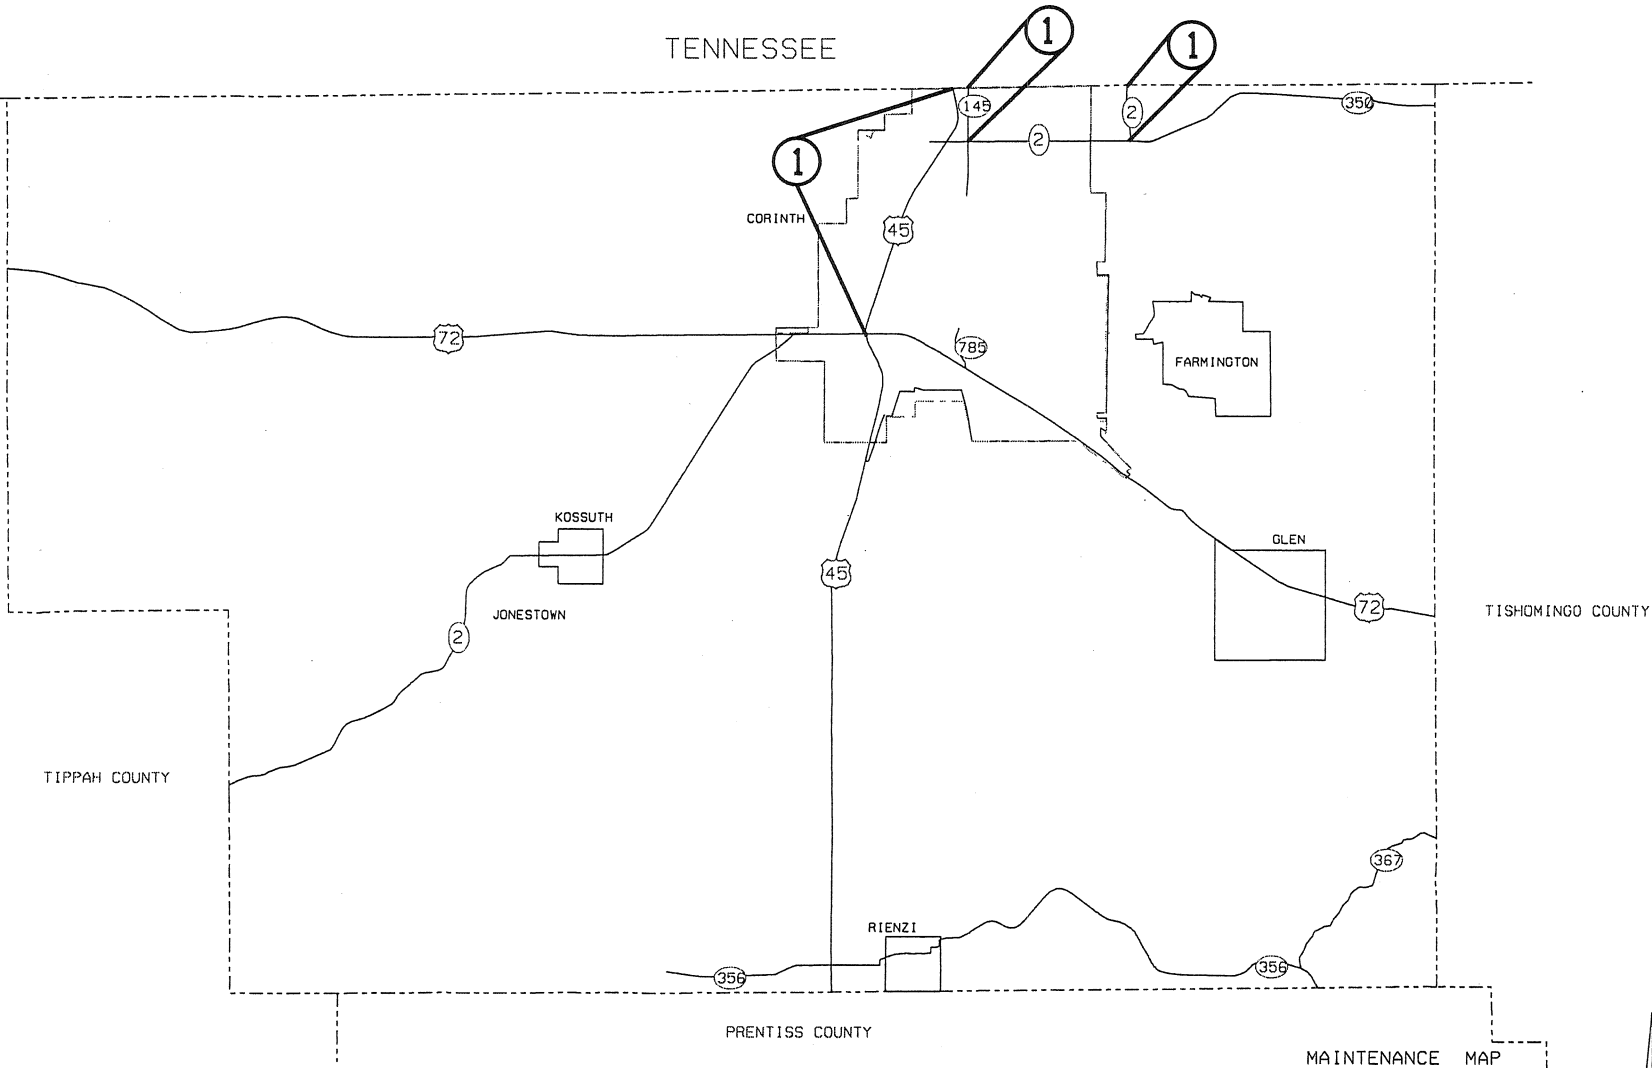 1
1
TENNESSEE
145
2
350
2
1
CORINTH
45
72
785
FARMINGTON
KOSSUTH
GLEN
45
72
TISHOMINGO COUNTY
JONESTOWN
2
TIPPAH COUNTY
367
RIENZI
356
356
PRENTISS COUNTY
MAINTENANCE MAP